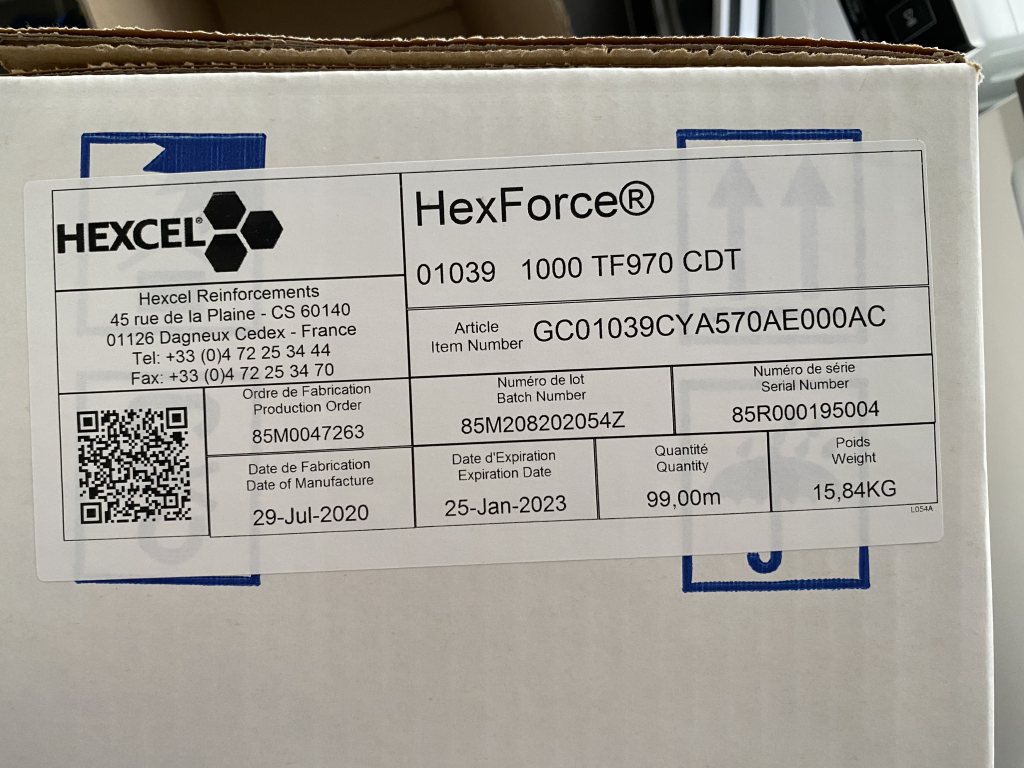 HEXCEL®
HexForce®
01039 1000 TF970 CDT
Hexcel Reinforcements
45 rue de la Plaine - CS 60140
01126 Dagneux Cedex - France
Tel: +33 (0)4 72 25 34 44
Fax: +33 (0)4 72 25 34 70
Article
Item Number
GC01039CYA570AE000AC
Ordre de Fabrication
Production Order
85M0047263
Numéro de lot
Batch Number
85M208202054Z
Numéro de série
Serial Number
85R000195004
Date de Fabrication
Date of Manufacture
29-Jul-2020
Date d'Expiration
Expiration Date
25-Jan-2023
Quantité
Quantity
99,00m
Poids
Weight
15,84KG
L054A